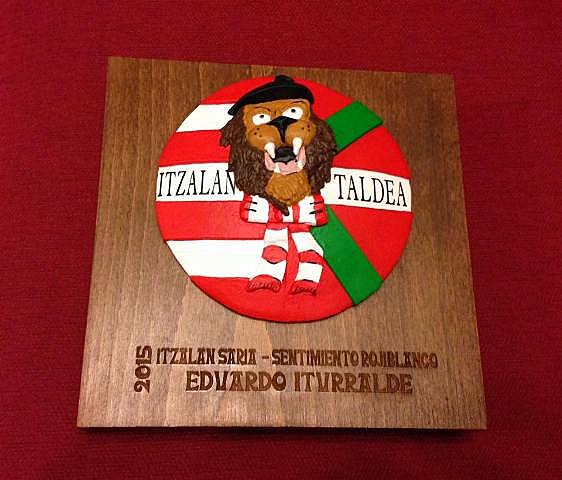 ITZALAN TALDEA
2015
ITZALAN SARIA - SENTIMIENTO ROJIBLANCO
EDUARDO ITURRALDE